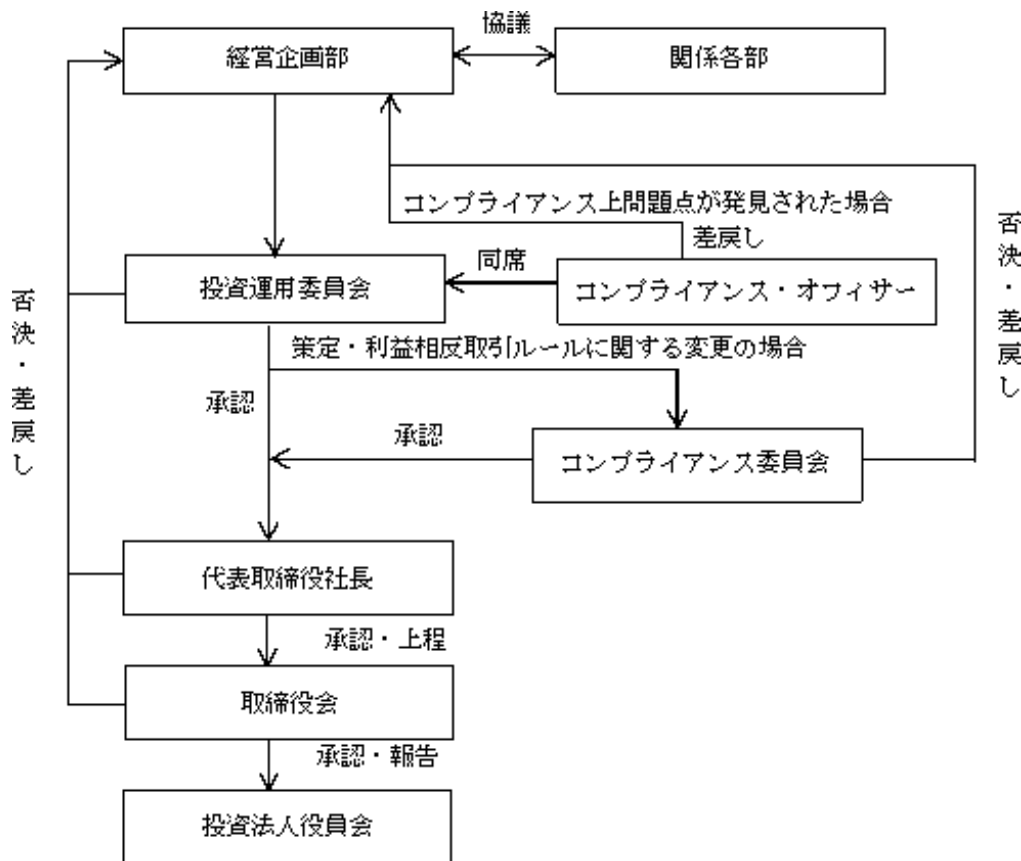 協議
経営企画部
関係各部
コンプライアンス上問題点が発見された場合
差戻し
同席
投資運用委員会
コンプライアンス・オフィサー
否決・差戻し
否決・差戻し
策定・利益相反取引ルールに関する変更の場合
承認
承認
コンプライアンス委員会
代表取締役社長
承認・上程
取締役会
承認・報告
投資法人役員会